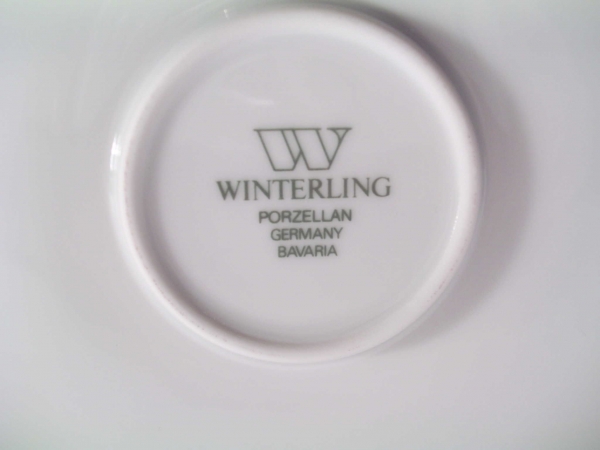 W
WINTERLING
PORZELLAN
GERMANY
BAVARIA